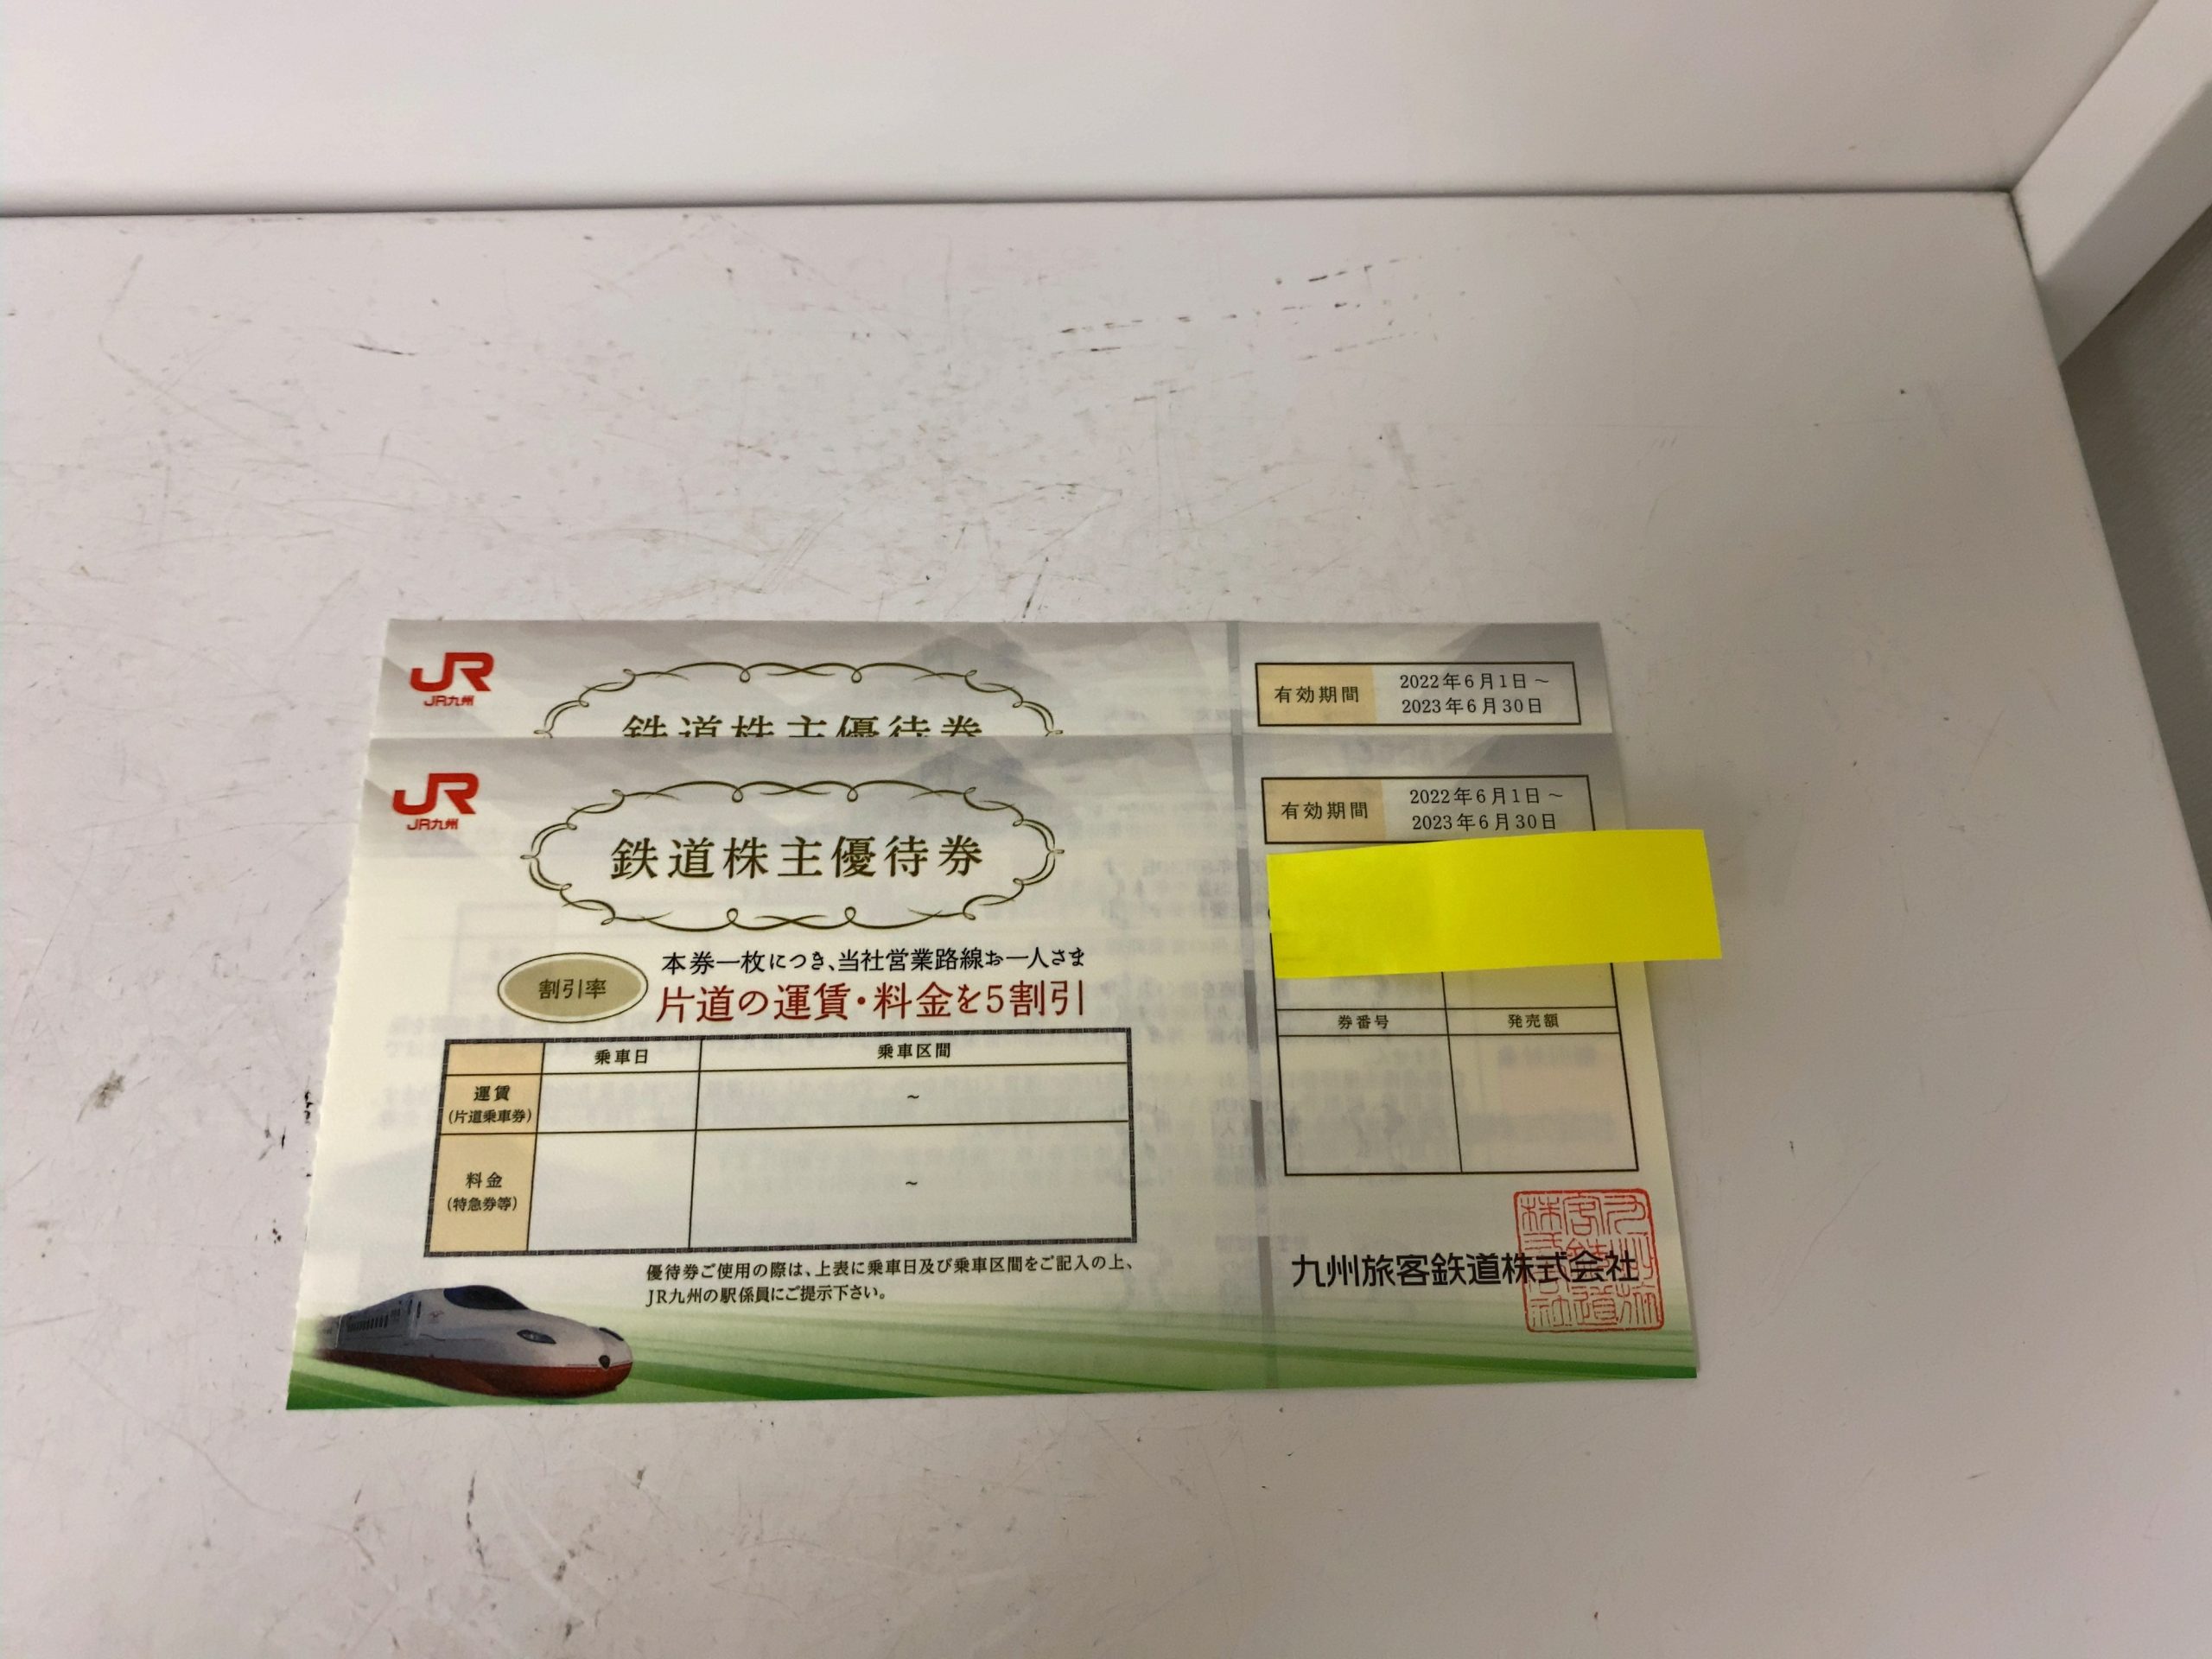 JR
JR九州
鉄道株主優待券
有効期間
2022年6月1日～
2023年6月30日
JR
JR九州
鉄道株主優待券
有効期間
2022年6月1日～
2023年6月30日
割引率
本券一枚につき、当社営業路線お一人さま
片道の運賃・料金を5割引
乗車日
乗車区間
運賃
(片道乗車券)
～
料金
(特急券等)
～
優待券ご使用の際は、上表に乗車日及び乗車区間をご記入の上、
JR九州の駅係員にご提示下さい。
券番号
発売額
九州旅客鉄道株式会社